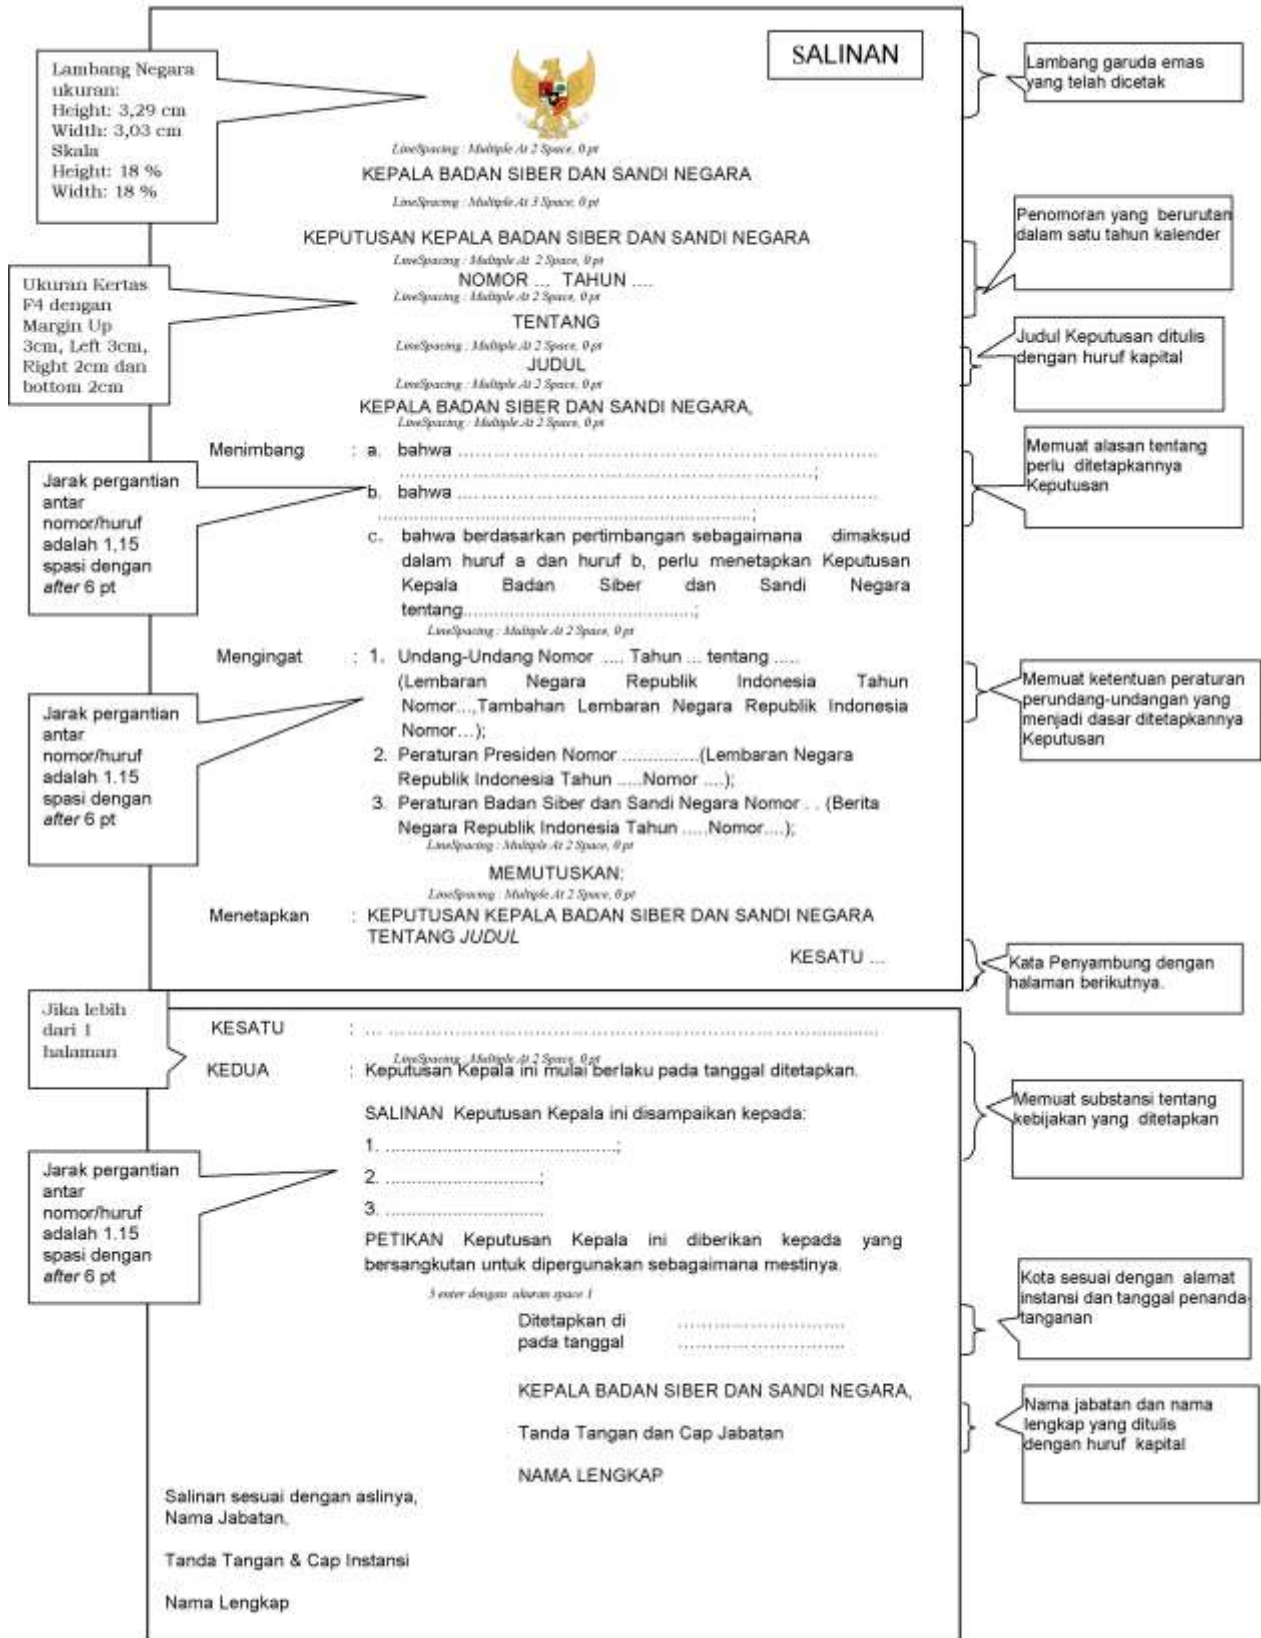 SALINAN
Lambang Negara
ukuran:
Height: 3,29 cm
Width: 3,03 cm
Skala
Height: 18 %
Width: 18 %
Lambang garuda emas
yang telah dicetak
LineSpacing : Multiple At 2 Space, 0 pt
KEPALA BADAN SIBER DAN SANDI NEGARA
LineSpacing : Multiple At 3 Space, 0 pt
Penomoran yang berurutan
dalam satu tahun kalender
KEPUTUSAN KEPALA BADAN SIBER DAN SANDI NEGARA
LineSpacing : Multiple At 2 Space, 0 pt
NOMOR ... TAHUN ....
LineSpacing : Multiple At 2 Space, 0 pt
Ukuran Kertas
F4 dengan
Margin Up
3cm, Left 3cm,
Right 2cm dan
bottom 2cm
TENTANG
LineSpacing : Multiple At 2 Space, 0 pt
JUDUL
LineSpacing : Multiple At 2 Space, 0 pt
Judul Keputusan ditulis
dengan huruf kapital
KEPALA BADAN SIBER DAN SANDI NEGARA,
LineSpacing : Multiple At 2 Space, 0 pt
Menimbang : a. bahwa ..............................................................................
..............................................................................;
b. bahwa ..............................................................................
......................................................................;
Memuat alasan tentang
perlu ditetapkannya
Keputusan
Jarak pergantian
antar
nomor/huruf
adalah 1,15
spasi dengan
after 6 pt
c. bahwa berdasarkan pertimbangan sebagaimana dimaksud
dalam huruf a dan huruf b, perlu menetapkan Keputusan
Kepala Badan Siber dan Sandi Negara
tentang...........................................;
LineSpacing : Multiple At 2 Space, 0 pt
Mengingat : 1. Undang-Undang Nomor .... Tahun ... tentang .....
(Lembaran Negara Republik Indonesia Tahun
Nomor...,Tambahan Lembaran Negara Republik Indonesia
Nomor...);
Memuat ketentuan peraturan
perundang-undangan yang
menjadi dasar ditetapkannya
Keputusan
Jarak pergantian
antar
nomor/huruf
adalah 1.15
spasi dengan
after 6 pt
2. Peraturan Presiden Nomor ..............(Lembaran Negara
Republik Indonesia Tahun .....Nomor ....);
3. Peraturan Badan Siber dan Sandi Negara Nomor . . (Berita
Negara Republik Indonesia Tahun .....Nomor....);
LineSpacing : Multiple At 2 Space, 0 pt
MEMUTUSKAN:
LineSpacing : Multiple At 2 Space, 0 pt
Menetapkan : KEPUTUSAN KEPALA BADAN SIBER DAN SANDI NEGARA
TENTANG JUDUL
KESATU ...
Kata Penyambung dengan
halaman berikutnya.
Jika lebih
dari 1
halaman
KESATU : ... ..............................................................................................
LineSpacing : Multiple At 2 Space, 0 pt
KEDUA : Keputusan Kepala ini mulai berlaku pada tanggal ditetapkan.
Memuat substansi tentang
kebijakan yang ditetapkan
SALINAN Keputusan Kepala ini disampaikan kepada:
1. ...........................................;
2. .............................;
3. .............................
Jarak pergantian
antar
nomor/huruf
adalah 1.15
spasi dengan
after 6 pt
PETIKAN Keputusan Kepala ini diberikan kepada yang
bersangkutan untuk dipergunakan sebagaimana mestinya.
3 enter dengan ukuran space 1
Kota sesuai dengan alamat
instansi dan tanggal penanda-
tanganan
Ditetapkan di ...............................
pada tanggal ...............................
KEPALA BADAN SIBER DAN SANDI NEGARA,
Tanda Tangan dan Cap Jabatan
NAMA LENGKAP
Nama jabatan dan nama
lengkap yang ditulis
dengan huruf kapital
Salinan sesuai dengan aslinya,
Nama Jabatan,
Tanda Tangan & Cap Instansi
Nama Lengkap